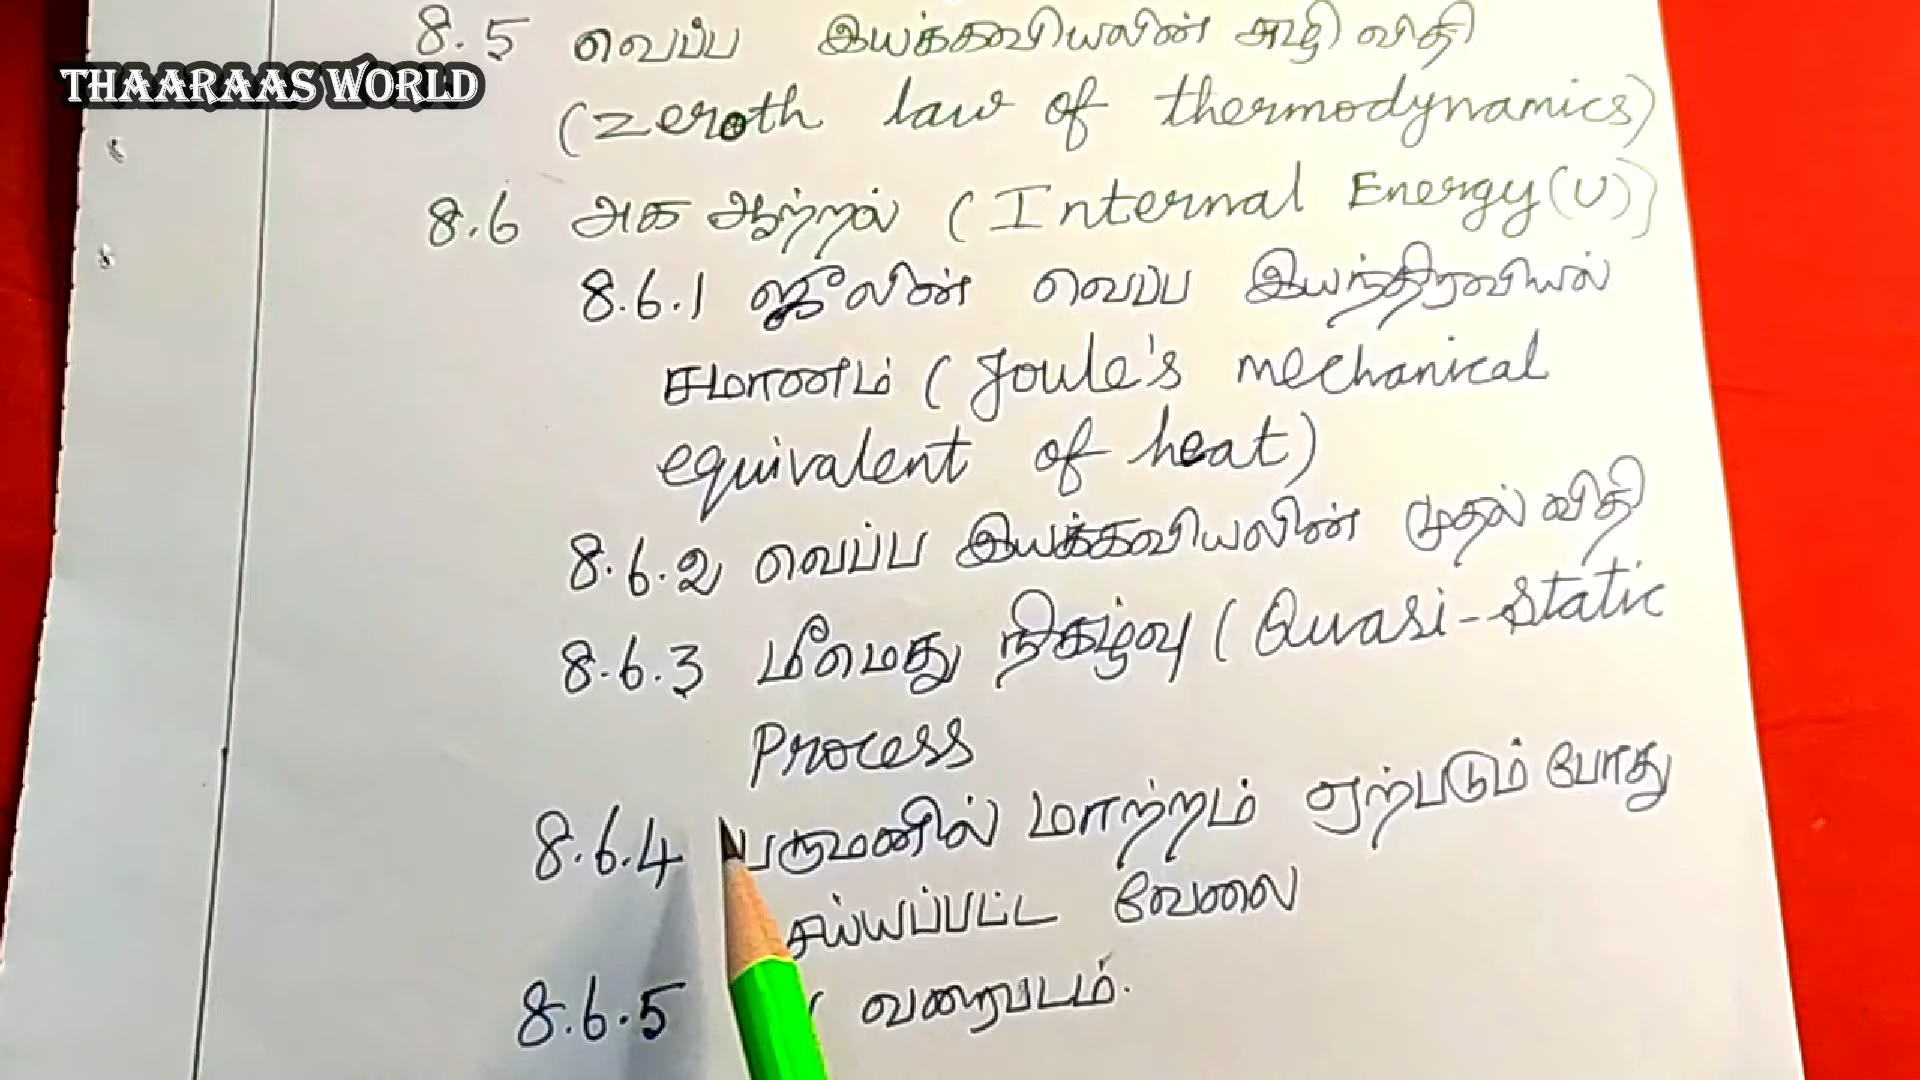 THAARAAS WORLD
8.5 வெப்ப இயக்கவியலின் சுழி விதி
(Zeroth law of thermodynamics)
8.6 அக ஆற்றல் (Internal Energy (U))
8.6.1 ஜூலின் வெப்ப இயந்திரவியல்
சமானம் (Joule's mechanical
equivalent of heat)
8.6.2 வெப்ப இயக்கவியலின் முதல் விதி
8.6.3 மீமெது நிகழ்வு (Quasi-static
Process
8.6.4 பருமனில் மாற்றம் ஏற்படும் போது
வேலை
8.6.5 வரைபடம்.